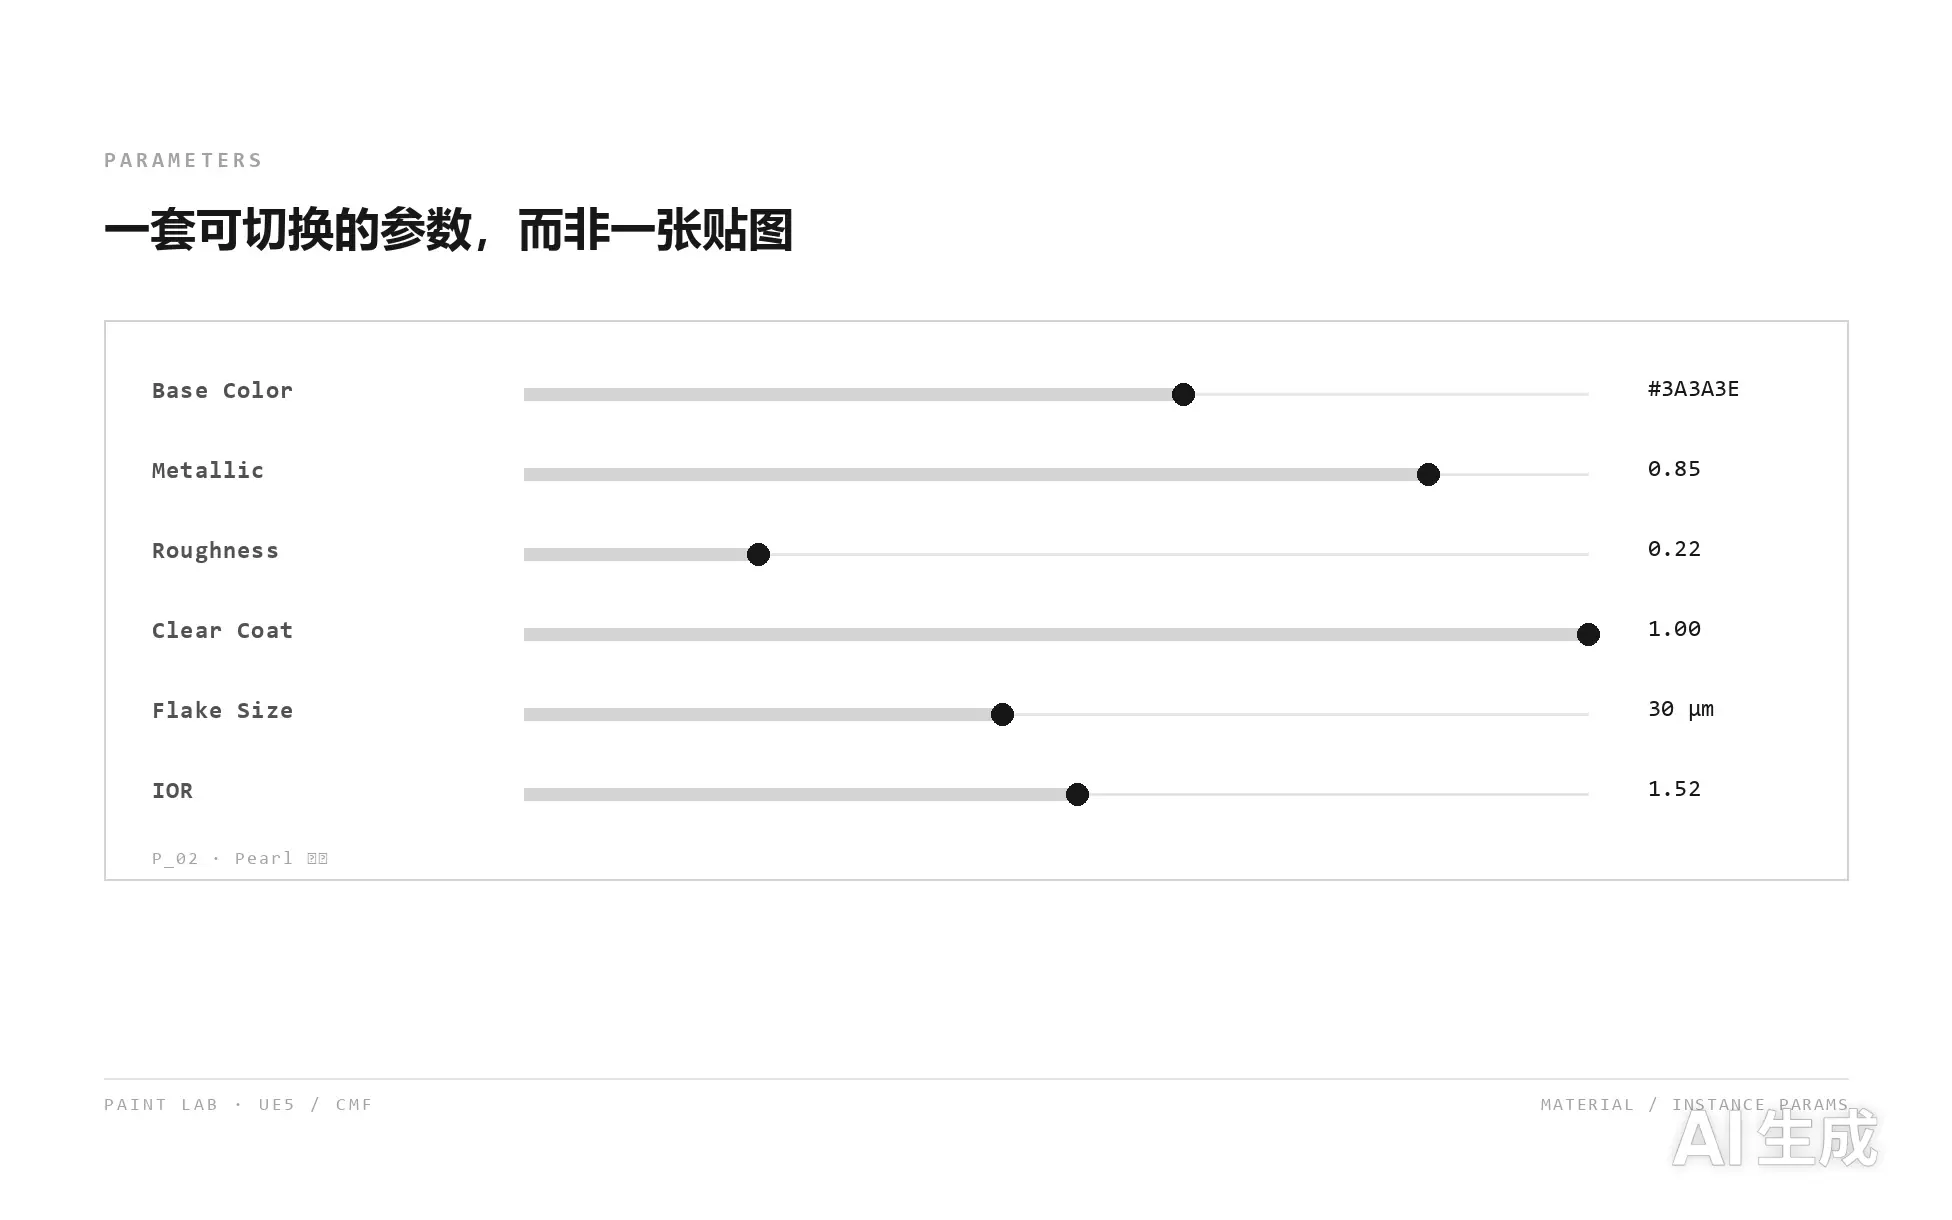 PARAMETERS
一套可切换的参数，而非一张贴图
Base Color #3A3A3E
Metallic 0.85
Roughness 0.22
Clear Coat 1.00
Flake Size 30 µm
IOR 1.52
P_02 · Pearl
PAINT LAB · UE5 / CMF
MATERIAL / INSTANCE PARAMS
AI 生成